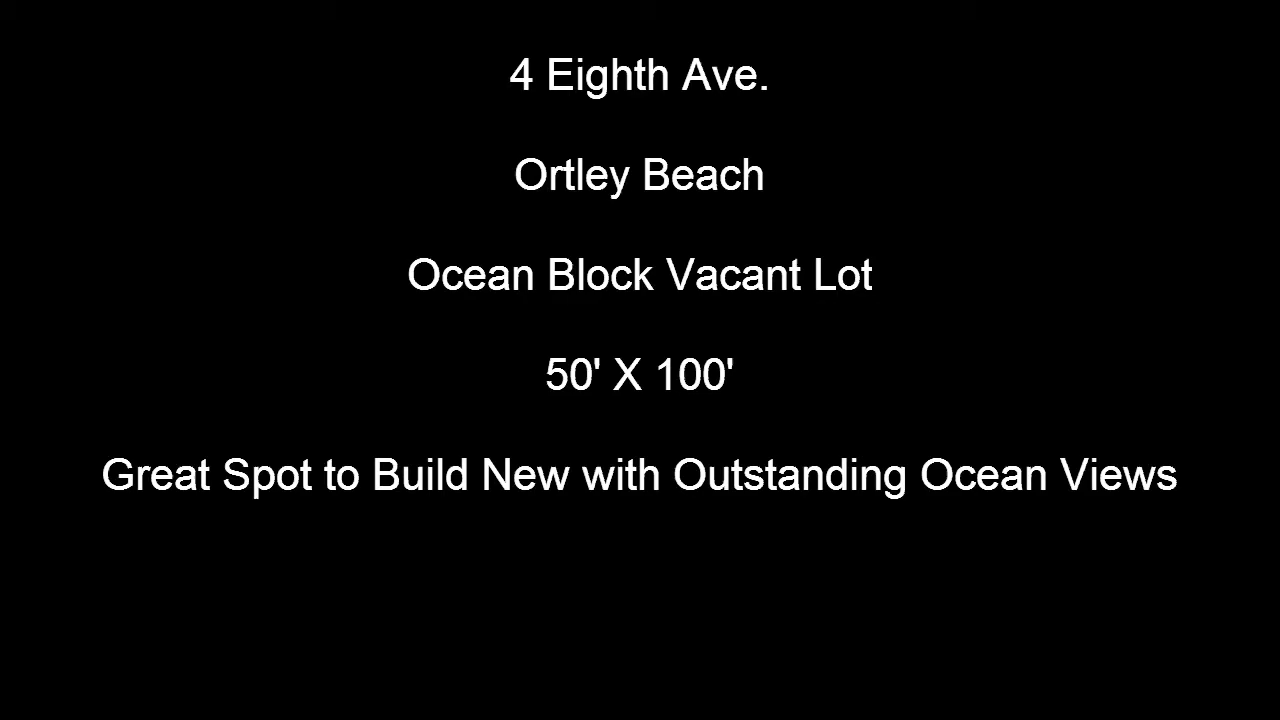 4 Eighth Ave.
Ortley Beach
Ocean Block Vacant Lot
50' X 100'
Great Spot to Build New with Outstanding Ocean Views